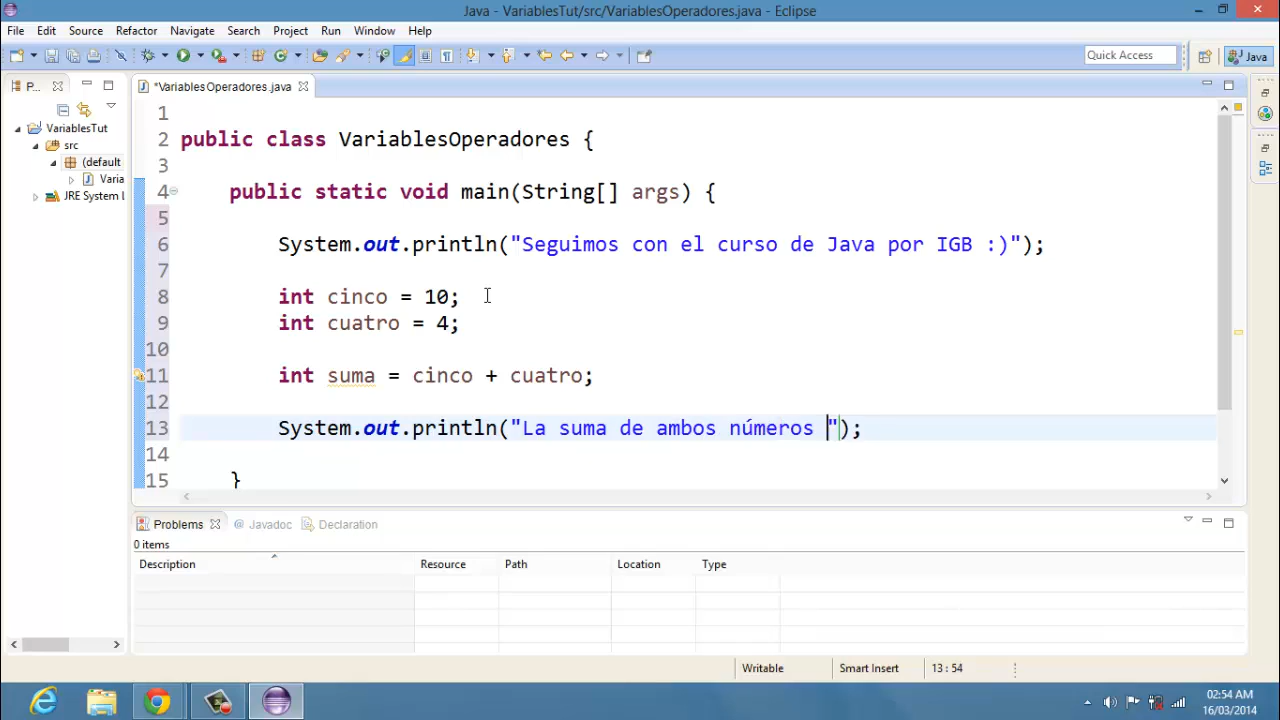 Java - VariablesTut/src/VariablesOperadores.java - Eclipse
File Edit Source Refactor Navigate Search Project Run Window Help
Quick Access
Java
P...
*VariablesOperadores.java
VariablesTut
src
(default
Varia
JRE System L
1
2 public class VariablesOperadores {
3
4 public static void main(String[] args) {
5
6 System.out.println("Seguimos con el curso de Java por IGB :)");
7
8 int cinco = 10;
9 int cuatro = 4;
10
11 int suma = cinco + cuatro;
12
13 System.out.println("La suma de ambos números ");
14
15 }
Problems @ Javadoc Declaration
0 items
Description Resource Path Location Type
Writable Smart Insert 13 : 54
02:54 AM
16/03/2014